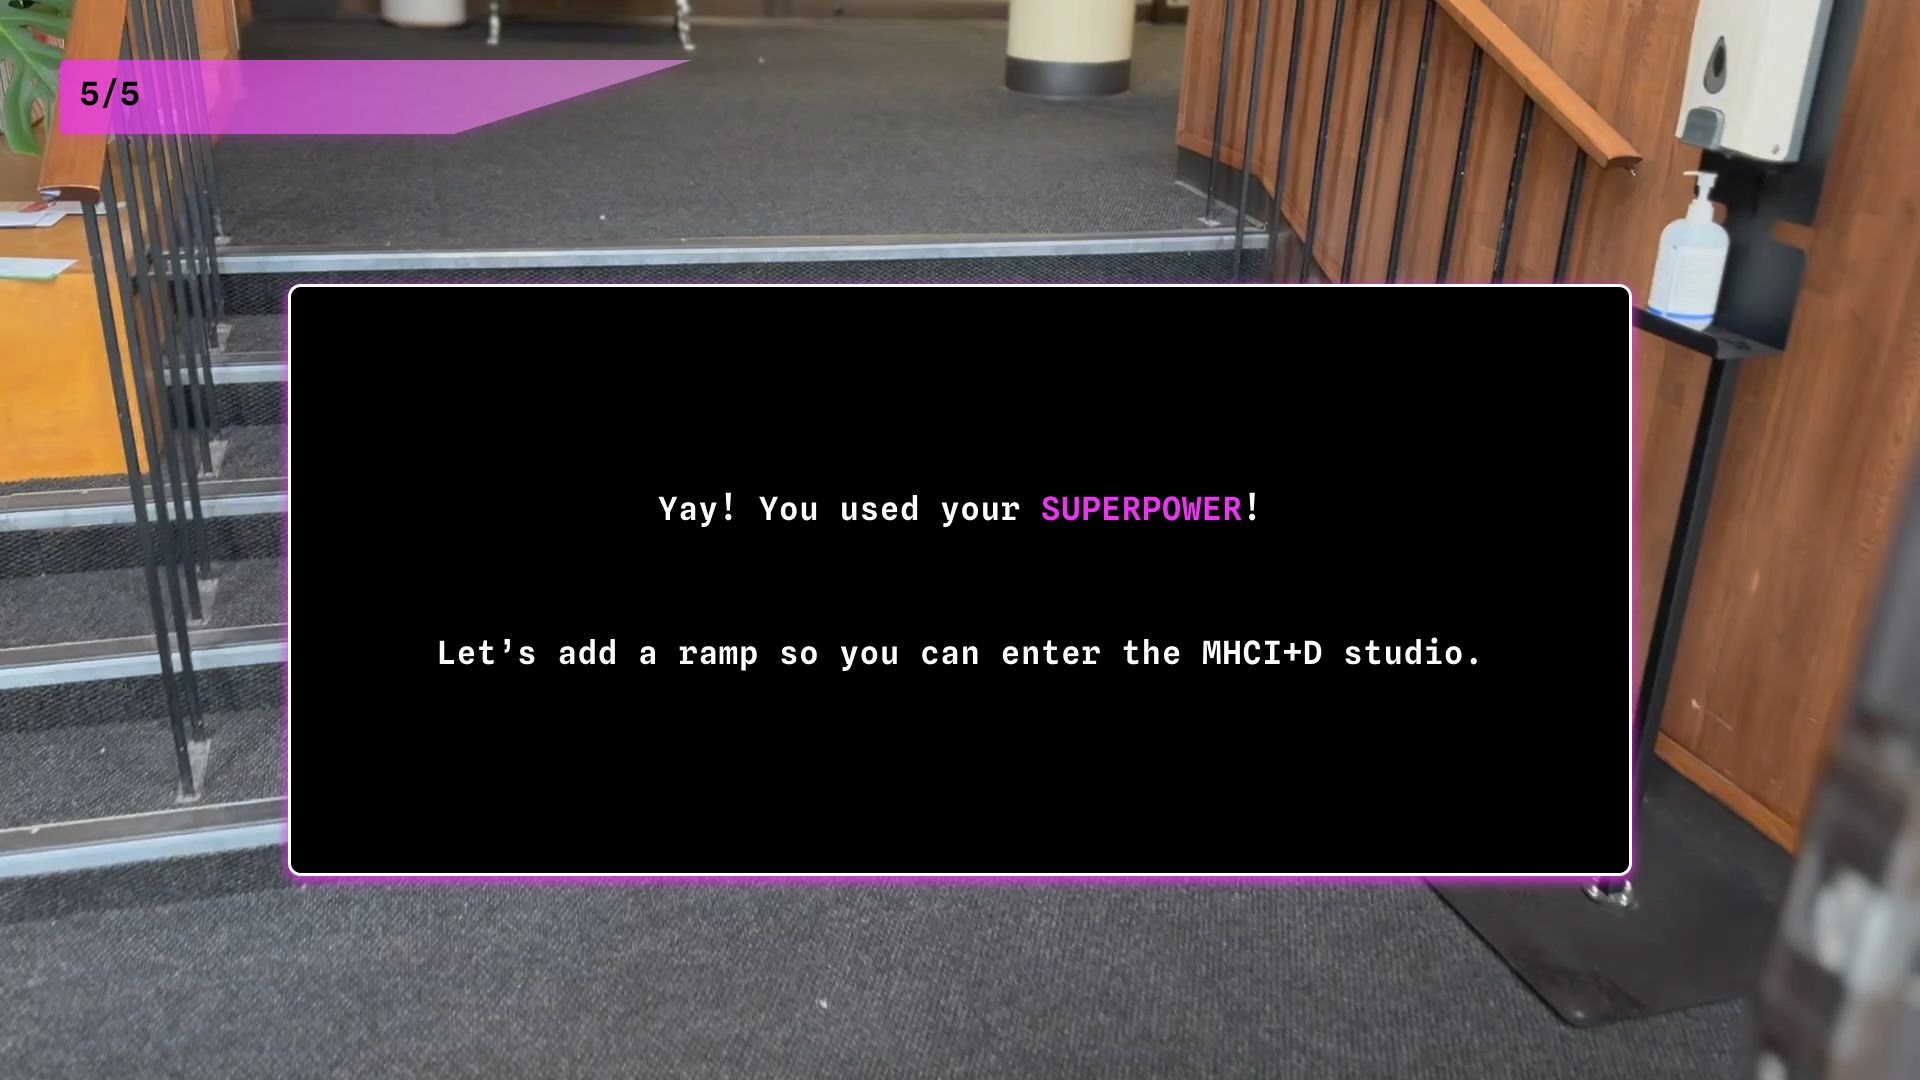 5/5
Yay! You used your SUPERPOWER!
Let’s add a ramp so you can enter the MHCI+D studio.